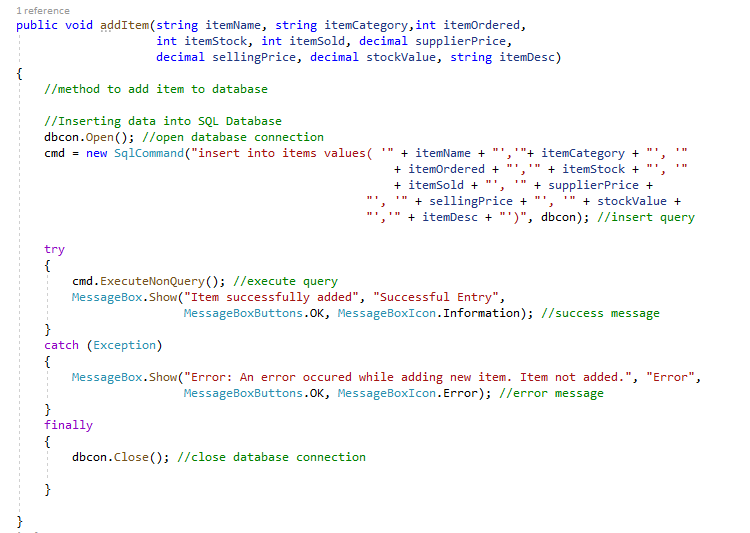 1 reference
public void addItem(string itemName, string itemCategory,int itemOrdered,
int itemStock, int itemSold, decimal supplierPrice,
decimal sellingPrice, decimal stockValue, string itemDesc)
{
//method to add item to database
//Inserting data into SQL Database
dbcon.Open(); //open database connection
cmd = new SqlCommand("insert into items values( '" + itemName + "','"+ itemCategory + "', '"
+ itemOrdered + "','" + itemStock + "', '"
+ itemSold + "', '" + supplierPrice +
"', '" + sellingPrice + "', '" + stockValue +
"','" + itemDesc + "')", dbcon); //insert query
try
{
cmd.ExecuteNonQuery(); //execute query
MessageBox.Show("Item successfully added", "Successful Entry",
MessageBoxButtons.OK, MessageBoxIcon.Information); //success message
}
catch (Exception)
{
MessageBox.Show("Error: An error occured while adding new item. Item not added.", "Error",
MessageBoxButtons.OK, MessageBoxIcon.Error); //error message
}
finally
{
dbcon.Close(); //close database connection
}
}